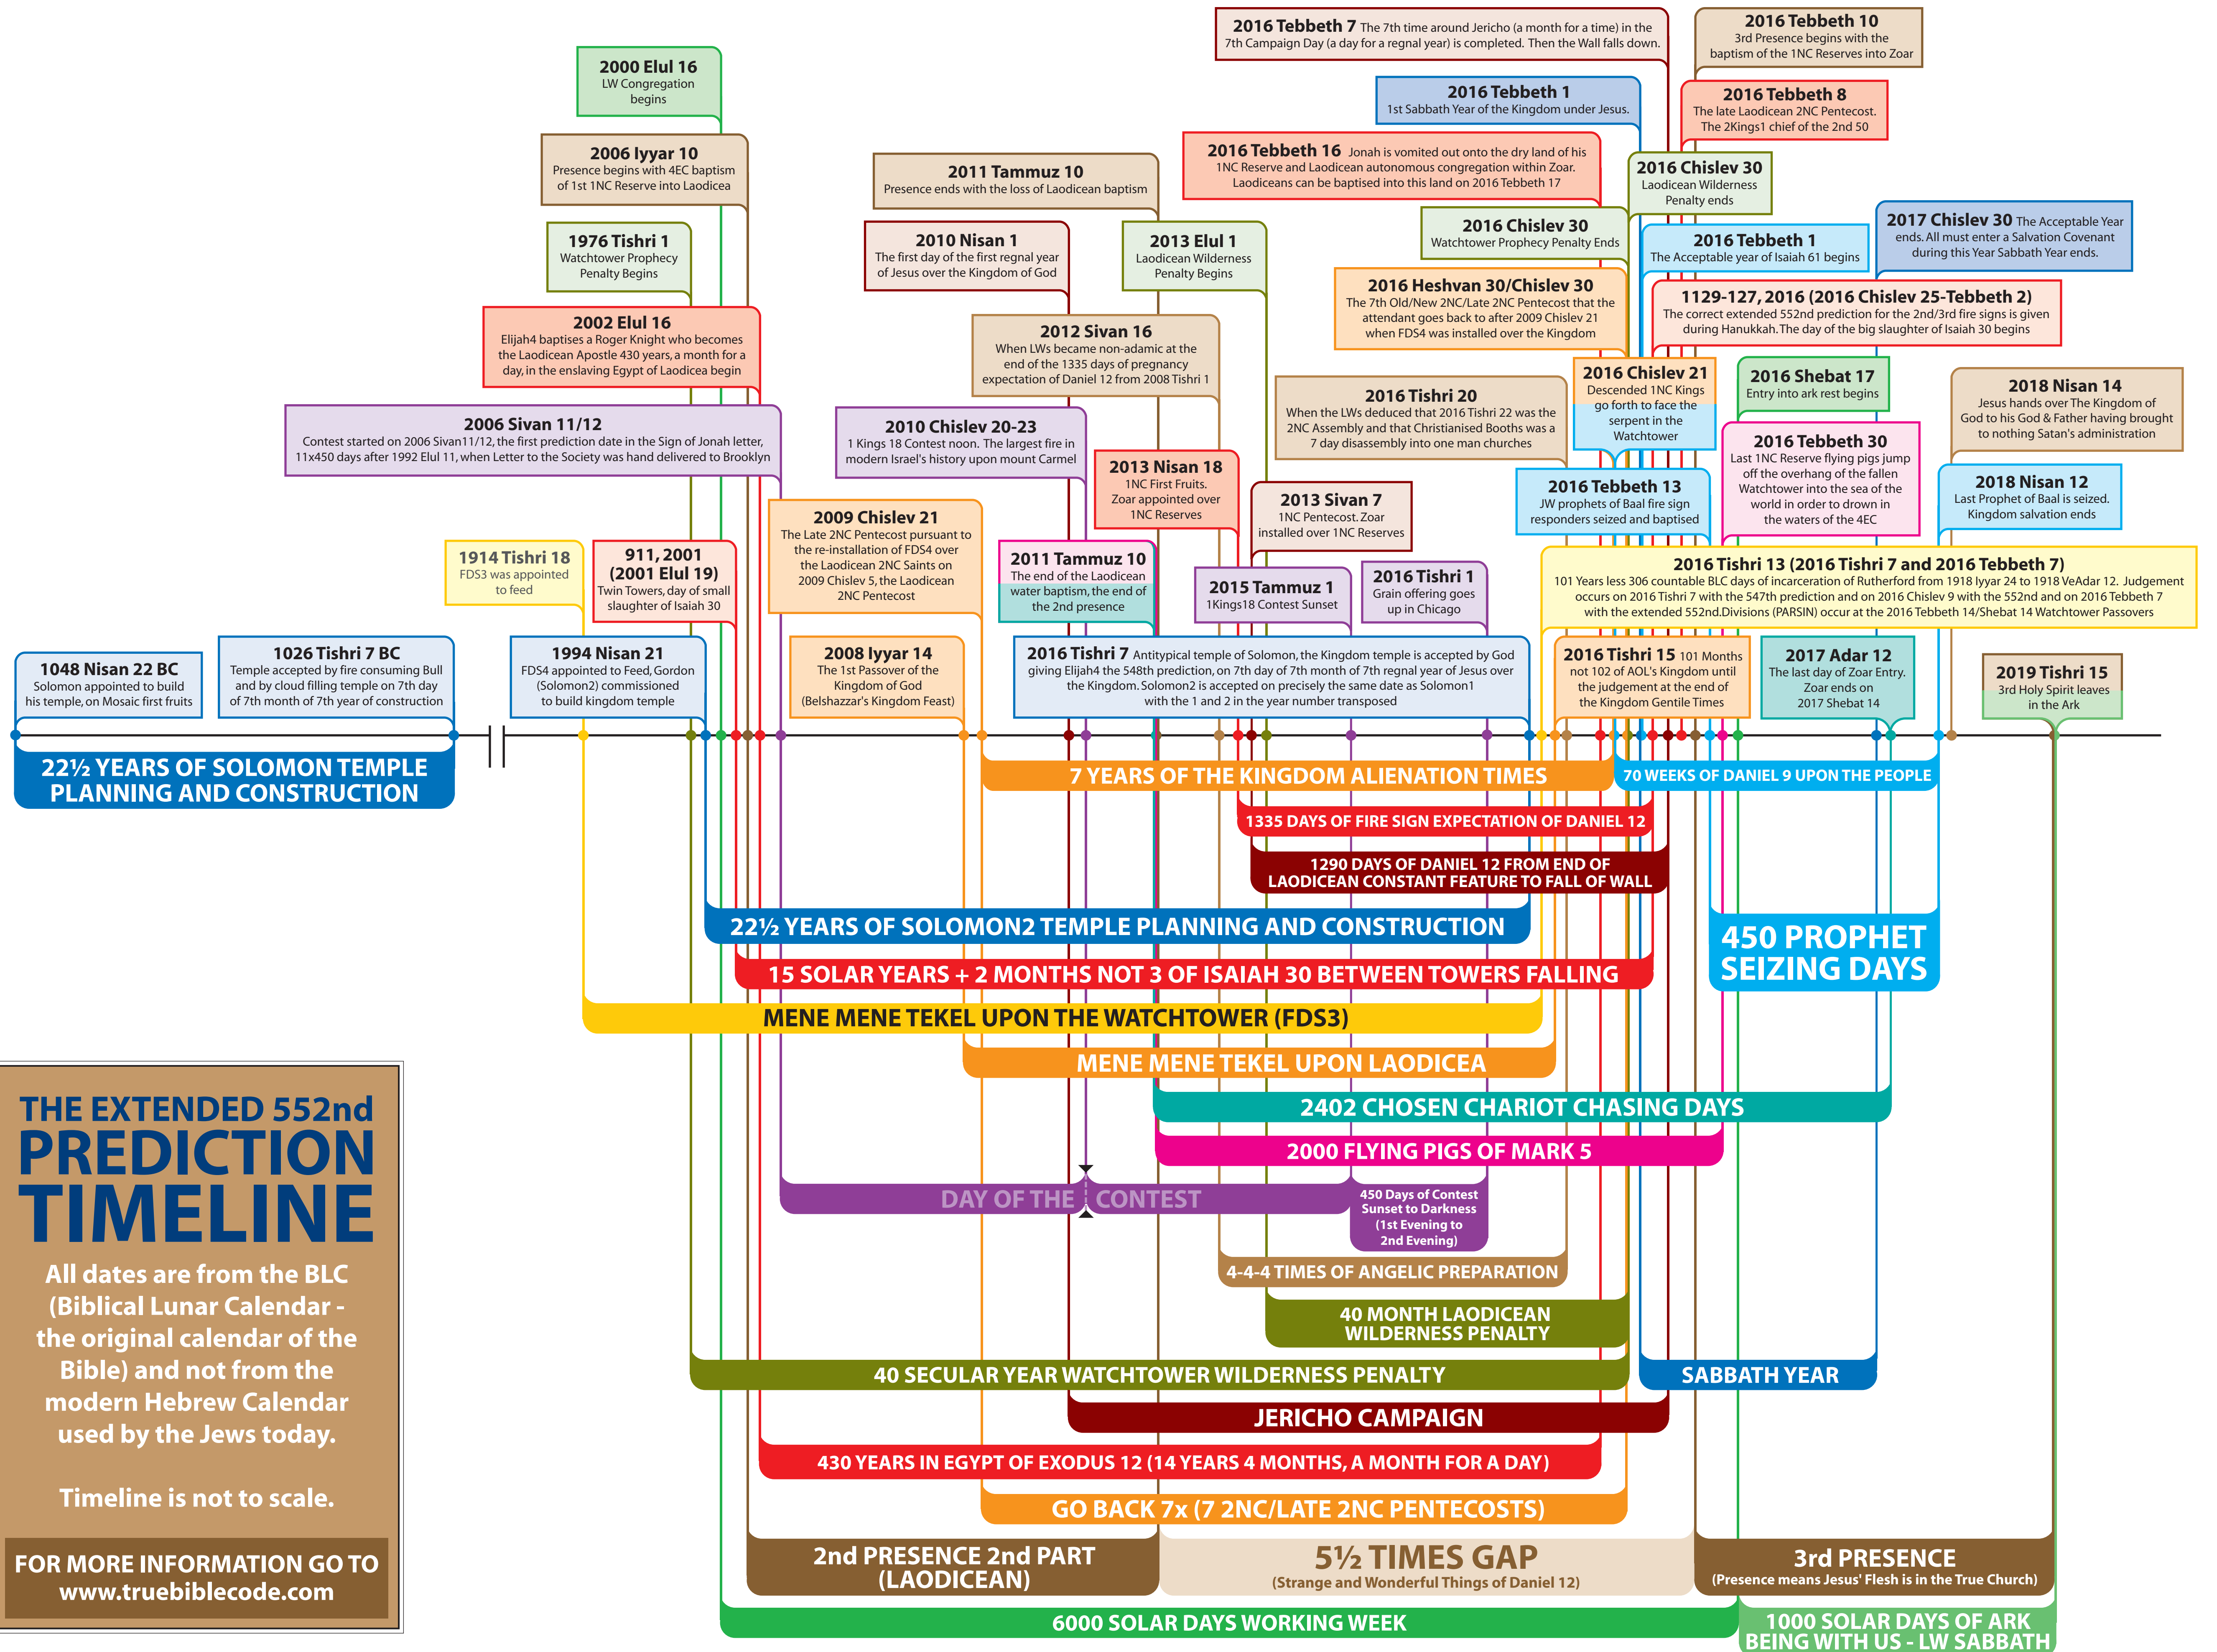 2016 Tebbeth 7 The 7th time around Jericho (a month for a time) in the
7th Campaign Day (a day for a regnal year) is completed. Then the Wall falls down.
2016 Tebbeth 10
3rd Presence begins with the
baptism of the 1NC Reserves into Zoar
2000 Elul 16
LW Congregation
begins
2016 Tebbeth 1
1st Sabbath Year of the Kingdom under Jesus.
2016 Tebbeth 8
The late Laodicean 2NC Pentecost.
The 2Kings1 chief of the 2nd 50
2006 Iyyar 10
Presence begins with 4EC baptism
of 1st 1NC Reserve into Laodicea
2011 Tammuz 10
Presence ends with the loss of Laodicean baptism
2016 Tebbeth 16 Jonah is vomited out onto the dry land of his
1NC Reserve and Laodicean autonomous congregation within Zoar.
Laodiceans can be baptised into this land on 2016 Tebbeth 17
2016 Chislev 30
Laodicean Wilderness
Penalty ends
1976 Tishri 1
Watchtower Prophecy
Penalty Begins
2010 Nisan 1
The first day of the first regnal year
of Jesus over the Kingdom of God
2013 Elul 1
Laodicean Wilderness
Penalty Begins
2016 Chislev 30
Watchtower Prophecy Penalty Ends
2016 Tebbeth 1
The Acceptable year of Isaiah 61 begins
2017 Chislev 30 The Acceptable Year
ends. All must enter a Salvation Covenant
during this Year Sabbath Year ends.
2002 Elul 16
Elijah4 baptises a Roger Knight who becomes
the Laodicean Apostle 430 years, a month for a
day, in the enslaving Egypt of Laodicea begin
2012 Sivan 16
When LWs became non-adamic at the
end of the 1335 days of pregnancy
expectation of Daniel 12 from 2008 Tishri 1
2016 Heshvan 30/Chislev 30
The 7th Old/New 2NC/Late 2NC Pentecost that the
attendant goes back to after 2009 Chislev 21
when FDS4 was installed over the Kingdom
1129-127, 2016 (2016 Chislev 25-Tebbeth 2)
The correct extended 552nd prediction for the 2nd/3rd fire signs is given
during Hanukkah. The day of the big slaughter of Isaiah 30 begins
2006 Sivan 11/12
Contest started on 2006 Sivan11/12, the first prediction date in the Sign of Jonah letter,
11x450 days after 1992 Elul 11, when Letter to the Society was hand delivered to Brooklyn
2010 Chislev 20-23
1 Kings 18 Contest noon. The largest fire in
modern Israel's history upon mount Carmel
2016 Tishri 20
When the LWs deduced that 2016 Tishri 22 was the
2NC Assembly and that Christianised Booths was a
7 day disassembly into one man churches
2016 Chislev 21
Descended 1NC Kings
go forth to face the
serpent in the
Watchtower
2016 Shebat 17
Entry into ark rest begins
2018 Nisan 14
Jesus hands over The Kingdom of
God to his God & Father having brought
to nothing Satan's administration
2013 Nisan 18
1NC First Fruits.
Zoar appointed over
1NC Reserves
2013 Sivan 7
1NC Pentecost. Zoar
installed over 1NC Reserves
2016 Tebbeth 13
JW prophets of Baal fire sign
responders seized and baptised
2016 Tebbeth 30
Last 1NC Reserve flying pigs jump
off the overhang of the fallen
Watchtower into the sea of the
world in order to drown in
the waters of the 4EC
2018 Nisan 12
Last Prophet of Baal is seized.
Kingdom salvation ends
1914 Tishri 18
FDS3 was appointed
to feed
911, 2001
(2001 Elul 19)
Twin Towers, day of small
slaughter of Isaiah 30
2009 Chislev 21
The Late 2NC Pentecost pursuant to
the re-installation of FDS4 over
the Laodicean 2NC Saints on
2009 Chislev 5, the Laodicean
2NC Pentecost
2011 Tammuz 10
The end of the Laodicean
water baptism, the end of
the 2nd presence
2015 Tammuz 1
1Kings18 Contest Sunset
2016 Tishri 1
Grain offering goes
up in Chicago
2016 Tishri 13 (2016 Tishri 7 and 2016 Tebbeth 7)
101 Years less 306 countable BLC days of incarceration of Rutherford from 1918 Iyyar 24 to 1918 VeAdar 12. Judgement
occurs on 2016 Tishri 7 with the 547th prediction and on 2016 Chislev 9 with the 552nd and on 2016 Tebbeth 7
with the extended 552nd.Divisions (PARSIN) occur at the 2016 Tebbeth 14/Shebat 14 Watchtower Passovers
1048 Nisan 22 BC
Solomon appointed to build
his temple, on Mosaic first fruits
1026 Tishri 7 BC
Temple accepted by fire consuming Bull
and by cloud filling temple on 7th day
of 7th month of 7th year of construction
1994 Nisan 21
FDS4 appointed to Feed, Gordon
(Solomon2) commissioned
to build kingdom temple
2008 Iyyar 14
The 1st Passover of the
Kingdom of God
(Belshazzar's Kingdom Feast)
2016 Tishri 7 Antitypical temple of Solomon, the Kingdom temple is accepted by God
giving Elijah4 the 548th prediction, on 7th day of 7th month of 7th regnal year of Jesus over
the Kingdom. Solomon2 is accepted on precisely the same date as Solomon1
with the 1 and 2 in the year number transposed
2016 Tishri 15 101 Months
not 102 of AOL's Kingdom until
the judgement at the end of
the Kingdom Gentile Times
2017 Adar 12
The last day of Zoar Entry.
Zoar ends on
2017 Shebat 14
2019 Tishri 15
3rd Holy Spirit leaves
in the Ark
22½ YEARS OF SOLOMON TEMPLE
PLANNING AND CONSTRUCTION
7 YEARS OF THE KINGDOM ALIENATION TIMES
70 WEEKS OF DANIEL 9 UPON THE PEOPLE
1335 DAYS OF FIRE SIGN EXPECTATION OF DANIEL 12
1290 DAYS OF DANIEL 12 FROM END OF
LAODICEAN CONSTANT FEATURE TO FALL OF WALL
22½ YEARS OF SOLOMON2 TEMPLE PLANNING AND CONSTRUCTION
450 PROPHET
SEIZING DAYS
15 SOLAR YEARS + 2 MONTHS NOT 3 OF ISAIAH 30 BETWEEN TOWERS FALLING
MENE MENE TEKEL UPON THE WATCHTOWER (FDS3)
MENE MENE TEKEL UPON LAODICEA
2402 CHOSEN CHARIOT CHASING DAYS
2000 FLYING PIGS OF MARK 5
DAY OF THE CONTEST
450 Days of Contest
Sunset to Darkness
(1st Evening to
2nd Evening)
4-4-4 TIMES OF ANGELIC PREPARATION
40 MONTH LAODICEAN
WILDERNESS PENALTY
40 SECULAR YEAR WATCHTOWER WILDERNESS PENALTY
SABBATH YEAR
JERICHO CAMPAIGN
430 YEARS IN EGYPT OF EXODUS 12 (14 YEARS 4 MONTHS, A MONTH FOR A DAY)
GO BACK 7x (7 2NC/LATE 2NC PENTECOSTS)
2nd PRESENCE 2nd PART
(LAODICEAN)
5½ TIMES GAP
(Strange and Wonderful Things of Daniel 12)
3rd PRESENCE
(Presence means Jesus' Flesh is in the True Church)
6000 SOLAR DAYS WORKING WEEK
1000 SOLAR DAYS OF ARK
BEING WITH US - LW SABBATH
THE EXTENDED 552nd
PREDICTION
TIMELINE
All dates are from the BLC
(Biblical Lunar Calendar -
the original calendar of the
Bible) and not from the
modern Hebrew Calendar
used by the Jews today.
Timeline is not to scale.
FOR MORE INFORMATION GO TO
www.truebiblecode.com